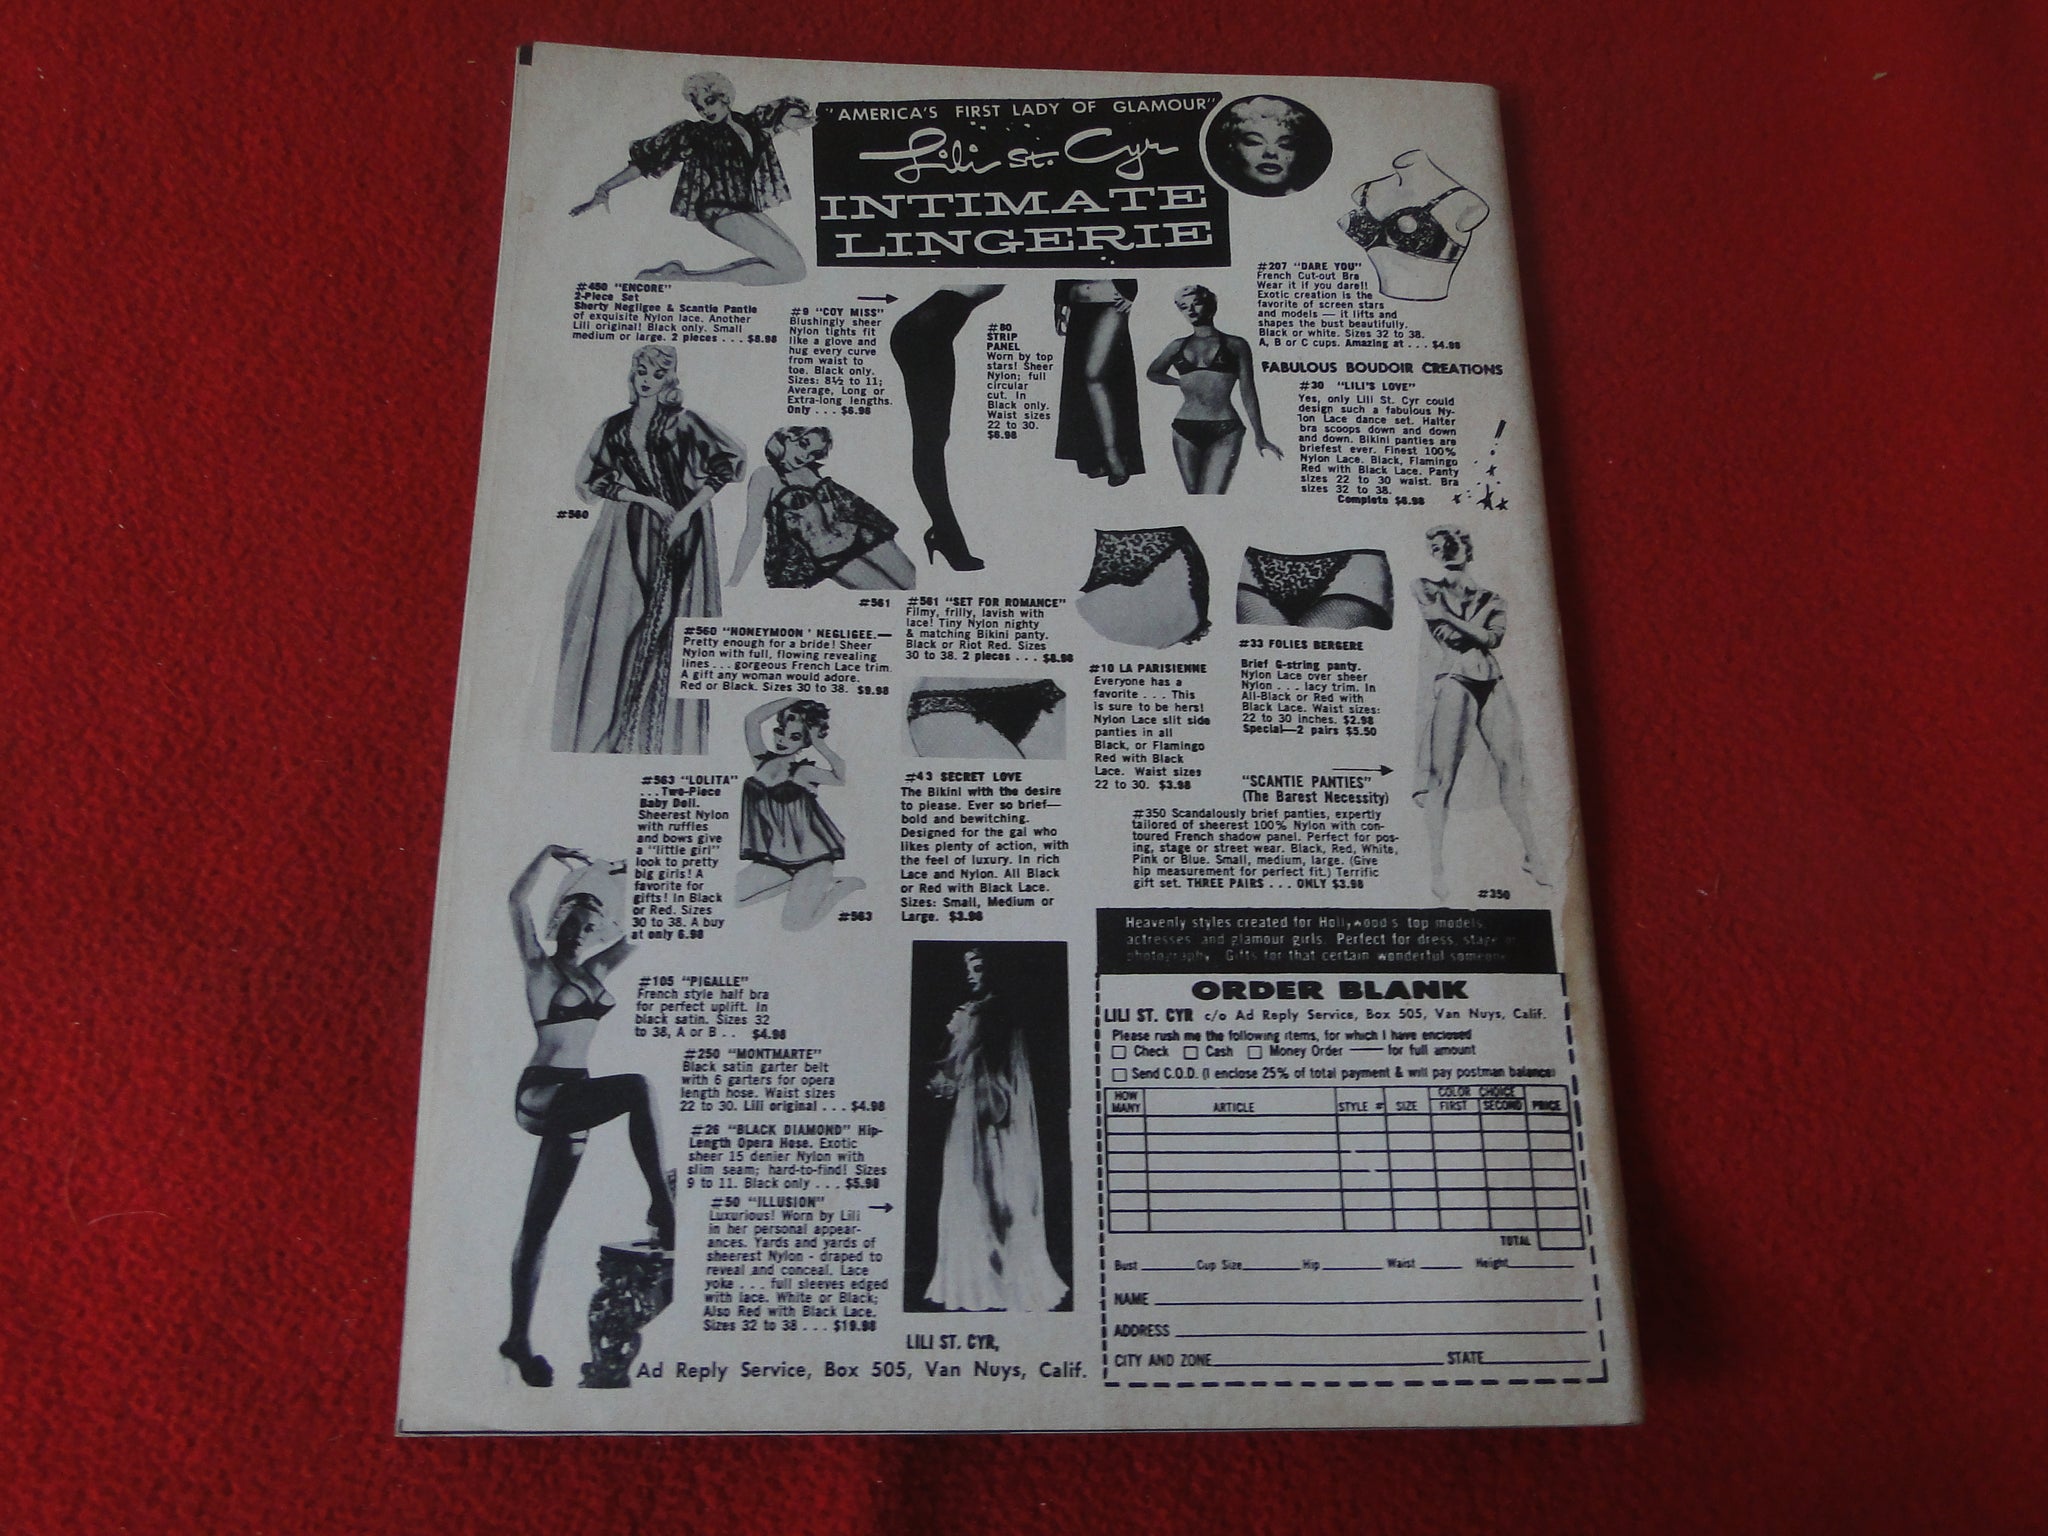 "AMERICA'S FIRST LADY OF GLAMOUR"
Lili St. Cyr
INTIMATE
LINGERIE
#450 "ENCORE"
2-Piece Set
Shorty Negligee & Scantie Pantie
of exquisite Nylon lace. Another
Lili original! Black only. Small
medium or large. 2 pieces ... $8.98
#9 "COY MISS"
Blushingly sheer
Nylon tights fit
like a glove and
hug every curve
from waist to
toe. Black only.
Sizes: 8½ to 11;
Average, Long or
Extra-long lengths.
Only ... $6.98
#80
STRIP
PANEL
Worn by top
stars! Sheer
Nylon; full
circular
cut. In
Black only.
Waist sizes
22 to 30.
$6.98
#207 "DARE YOU"
French Cut-out Bra
Wear it if you dare!!
Exotic creation is the
favorite of screen stars
and models — it lifts and
shapes the bust beautifully.
Black or white. Sizes 32 to 38.
A, B or C cups. Amazing at ... $4.98
FABULOUS BOUDOIR CREATIONS
#30 "LILI'S LOVE"
Yes, only Lili St. Cyr could
design such a fabulous Ny-
lon Lace dance set. Halter
bra scoops down and down
and down. Bikini panties are
briefest ever. Finest 100%
Nylon Lace. Black, Flamingo
Red with Black Lace. Panty
sizes 22 to 30 waist. Bra
sizes 32 to 38.
Complete $8.98
#560
#561
#561 "SET FOR ROMANCE"
Filmy, frilly, lavish with
lace! Tiny Nylon nighty
& matching Bikini panty.
Black or Riot Red. Sizes
30 to 38. 2 pieces ... $8.98
#560 "HONEYMOON' NEGLIGEE.—
Pretty enough for a bride! Sheer
Nylon with full, flowing revealing
lines ... gorgeous French Lace trim.
A gift any woman would adore.
Red or Black. Sizes 30 to 38. $9.98
#10 LA PARISIENNE
Everyone has a
favorite ... This
is sure to be hers!
Nylon Lace slit side
panties in all
Black, or Flamingo
Red with Black
Lace. Waist sizes
22 to 30. $3.98
#33 FOLIES BERGERE
Brief G-string panty.
Nylon Lace over sheer
Nylon ... lacy trim. In
All-Black or Red with
Black Lace. Waist sizes:
22 to 30 inches. $2.98
Special—2 pairs $5.50
"SCANTIE PANTIES"
(The Barest Necessity)
#350 Scandalously brief panties, expertly
tailored of sheerest 100% Nylon with con-
toured French shadow panel. Perfect for pos-
ing, stage or street wear. Black, Red, White,
Pink or Blue. Small, medium, large. (Give
hip measurement for perfect fit.) Terrific
gift set. THREE PAIRS ... ONLY $3.98
#350
#563 "LOLITA"
...Two-Piece
Baby Doll.
Sheerest Nylon
with ruffles
and bows give
a "little girl"
look to pretty
big girls! A
favorite for
gifts! In Black
or Red. Sizes
30 to 38. A buy
at only 6.98
#563
#43 SECRET LOVE
The Bikini with the desire
to please. Ever so brief—
bold and bewitching.
Designed for the gal who
likes plenty of action, with
the feel of luxury. In rich
Lace and Nylon. All Black
or Red with Black Lace.
Sizes: Small, Medium or
Large. $3.98
#105 "PIGALLE"
French style half bra
for perfect uplift. In
black satin. Sizes 32
to 38, A or B .. $4.98
#250 "MONTMARTE"
Black satin garter belt
with 6 garters for opera
length hose. Waist sizes
22 to 30. Lili original ... $4.98
#26 "BLACK DIAMOND" Hip-
Length Opera Hose. Exotic
sheer 15 denier Nylon with
slim seam; hard-to-find! Sizes
9 to 11. Black only ... $5.98
#50 "ILLUSION"
Luxurious! Worn by Lili
in her personal appear-
ances. Yards and yards of
sheerest Nylon - draped to
reveal and conceal. Lace
yoke ... full sleeves edged
with lace. White or Black;
Also Red with Black Lace.
Sizes 32 to 38 ... $19.98
LILI ST. CYR,
Ad Reply Service, Box 505, Van Nuys, Calif.
Heavenly styles created for Hollywood's top models,
actresses and glamour girls. Perfect for dress, stage or
photography. Gifts for that certain wonderful someone
ORDER BLANK
LILI ST. CYR c/o Ad Reply Service, Box 505, Van Nuys, Calif.
Please rush me the following items, for which I have enclosed
Check Cash Money Order — for full amount
Send C.O.D. (I enclose 25% of total payment & will pay postman balance)
HOW MANY ARTICLE STYLE # SIZE COLOR CHOICE FIRST SECOND PRICE
TOTAL
Bust Cup Size Hip Waist Height
NAME
ADDRESS
CITY AND ZONE STATE